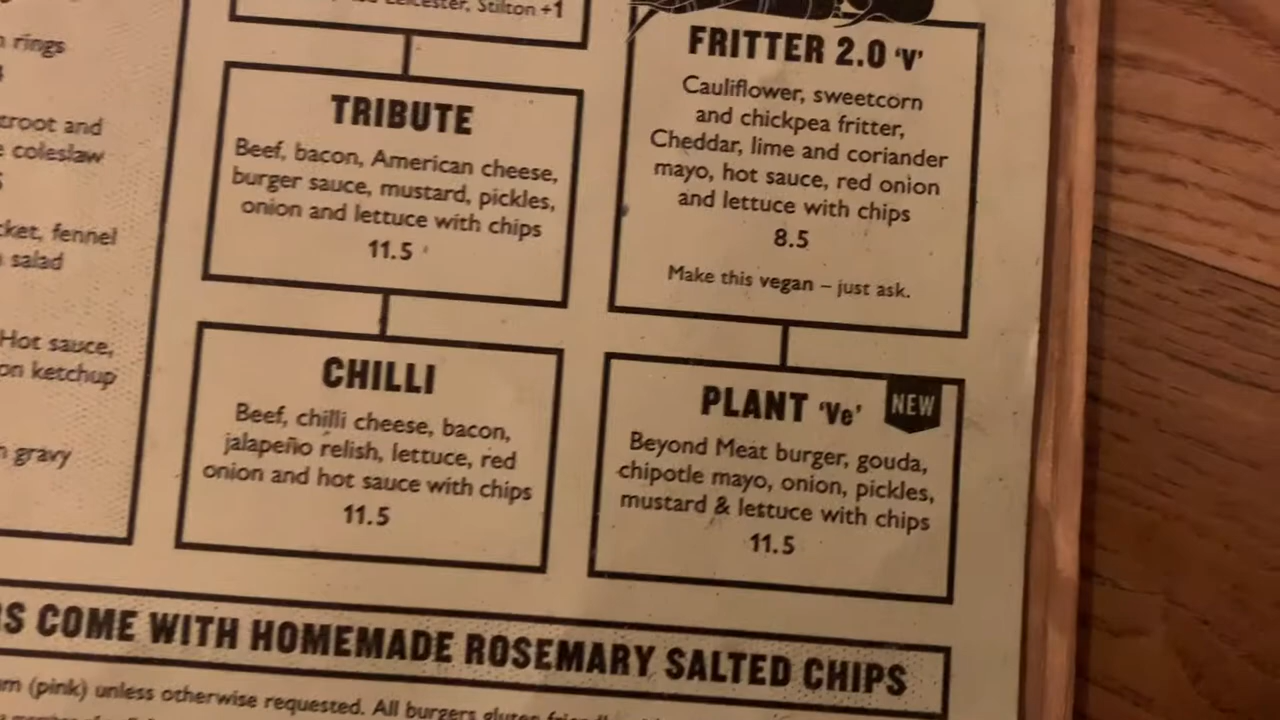 Leicester, Stilton +1
rings
and
coleslaw
fennel
salad
Hot sauce,
ketchup
gravy
TRIBUTE
Beef, bacon, American cheese,
burger sauce, mustard, pickles,
onion and lettuce with chips
11.5
CHILLI
Beef, chilli cheese, bacon,
jalapeño relish, lettuce, red
onion and hot sauce with chips
11.5
FRITTER 2.0 'V'
Cauliflower, sweetcorn
and chickpea fritter,
Cheddar, lime and coriander
mayo, hot sauce, red onion
and lettuce with chips
8.5
Make this vegan – just ask.
PLANT 'Ve' NEW
Beyond Meat burger, gouda,
chipotle mayo, onion, pickles,
mustard & lettuce with chips
11.5
COME WITH HOMEMADE ROSEMARY SALTED CHIPS
(pink) unless otherwise requested. All burgers gluten